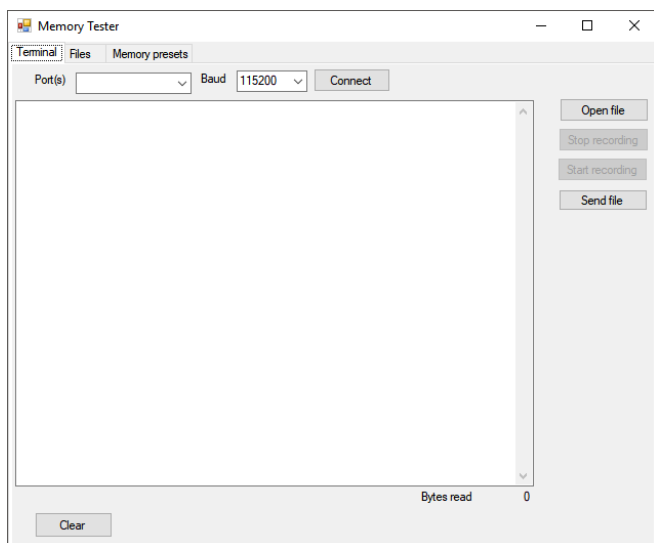 Memory Tester
Terminal Files Memory presets
Port(s) Baud 115200 Connect
Open file
Stop recording
Start recording
Send file
Bytes read 0
Clear